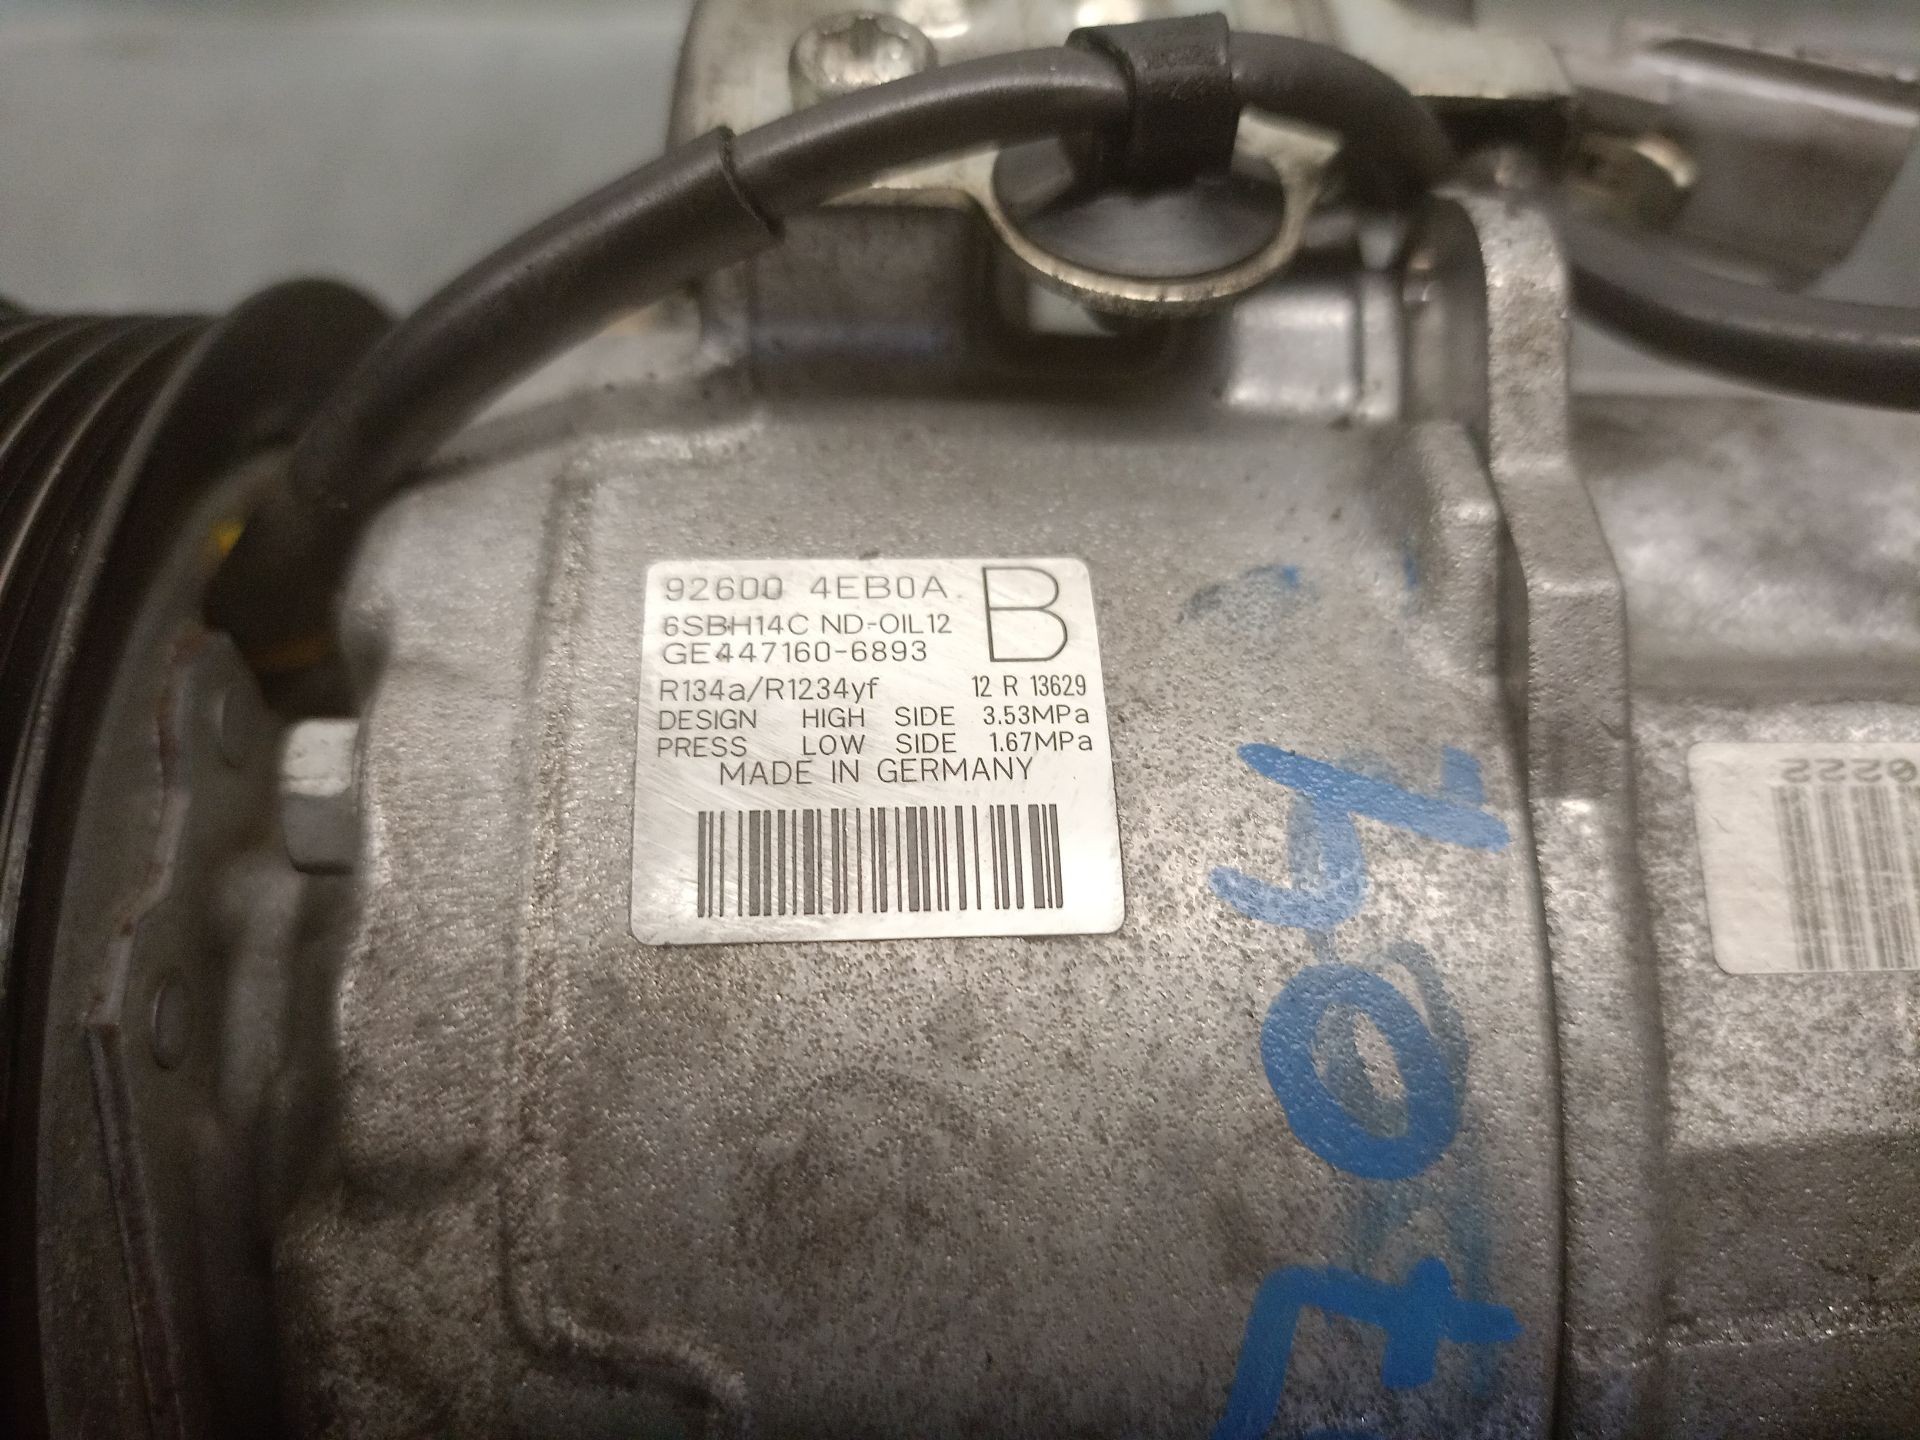 92600 4EB0A B
6SBH14C ND-OIL12
GE447160-6893
R134a/R1234yf 12 R 13629
DESIGN HIGH SIDE 3.53MPa
PRESS LOW SIDE 1.67MPa
MADE IN GERMANY
0222